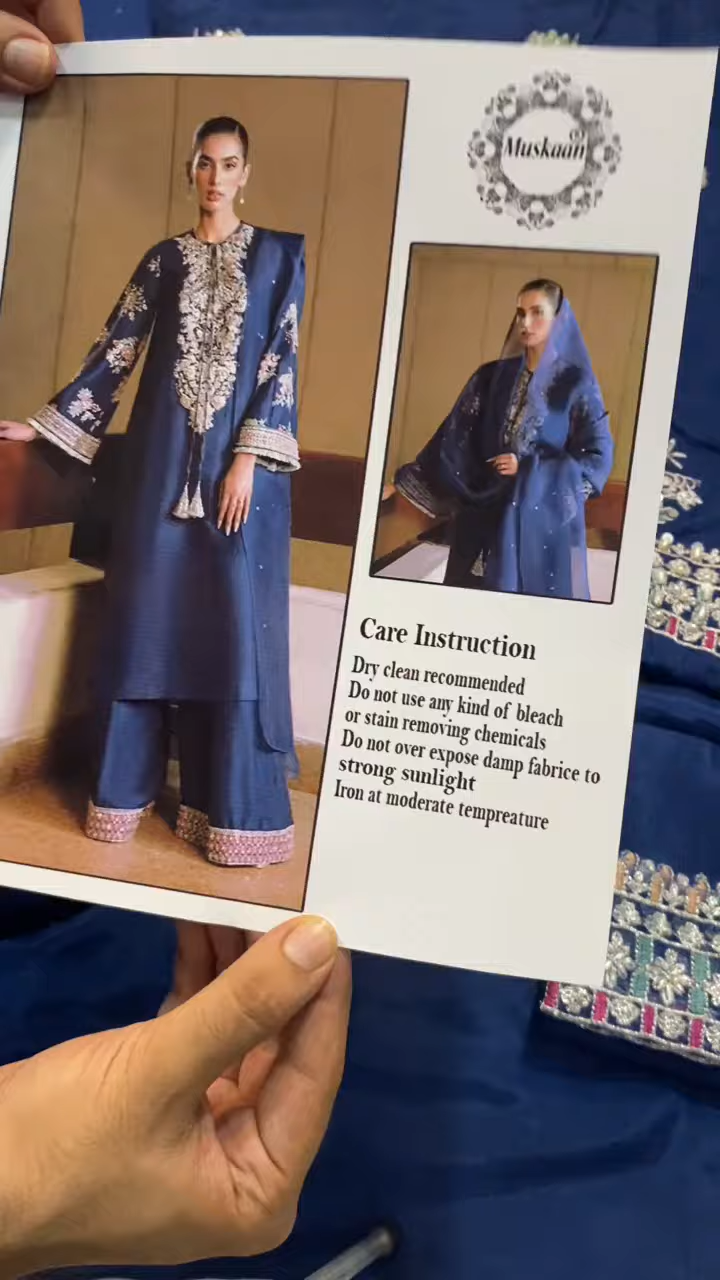 Muskaan
Care Instruction
Dry clean recommended
Do not use any kind of bleach
or stain removing chemicals
Do not over expose damp fabrice to
strong sunlight
Iron at moderate tempreature